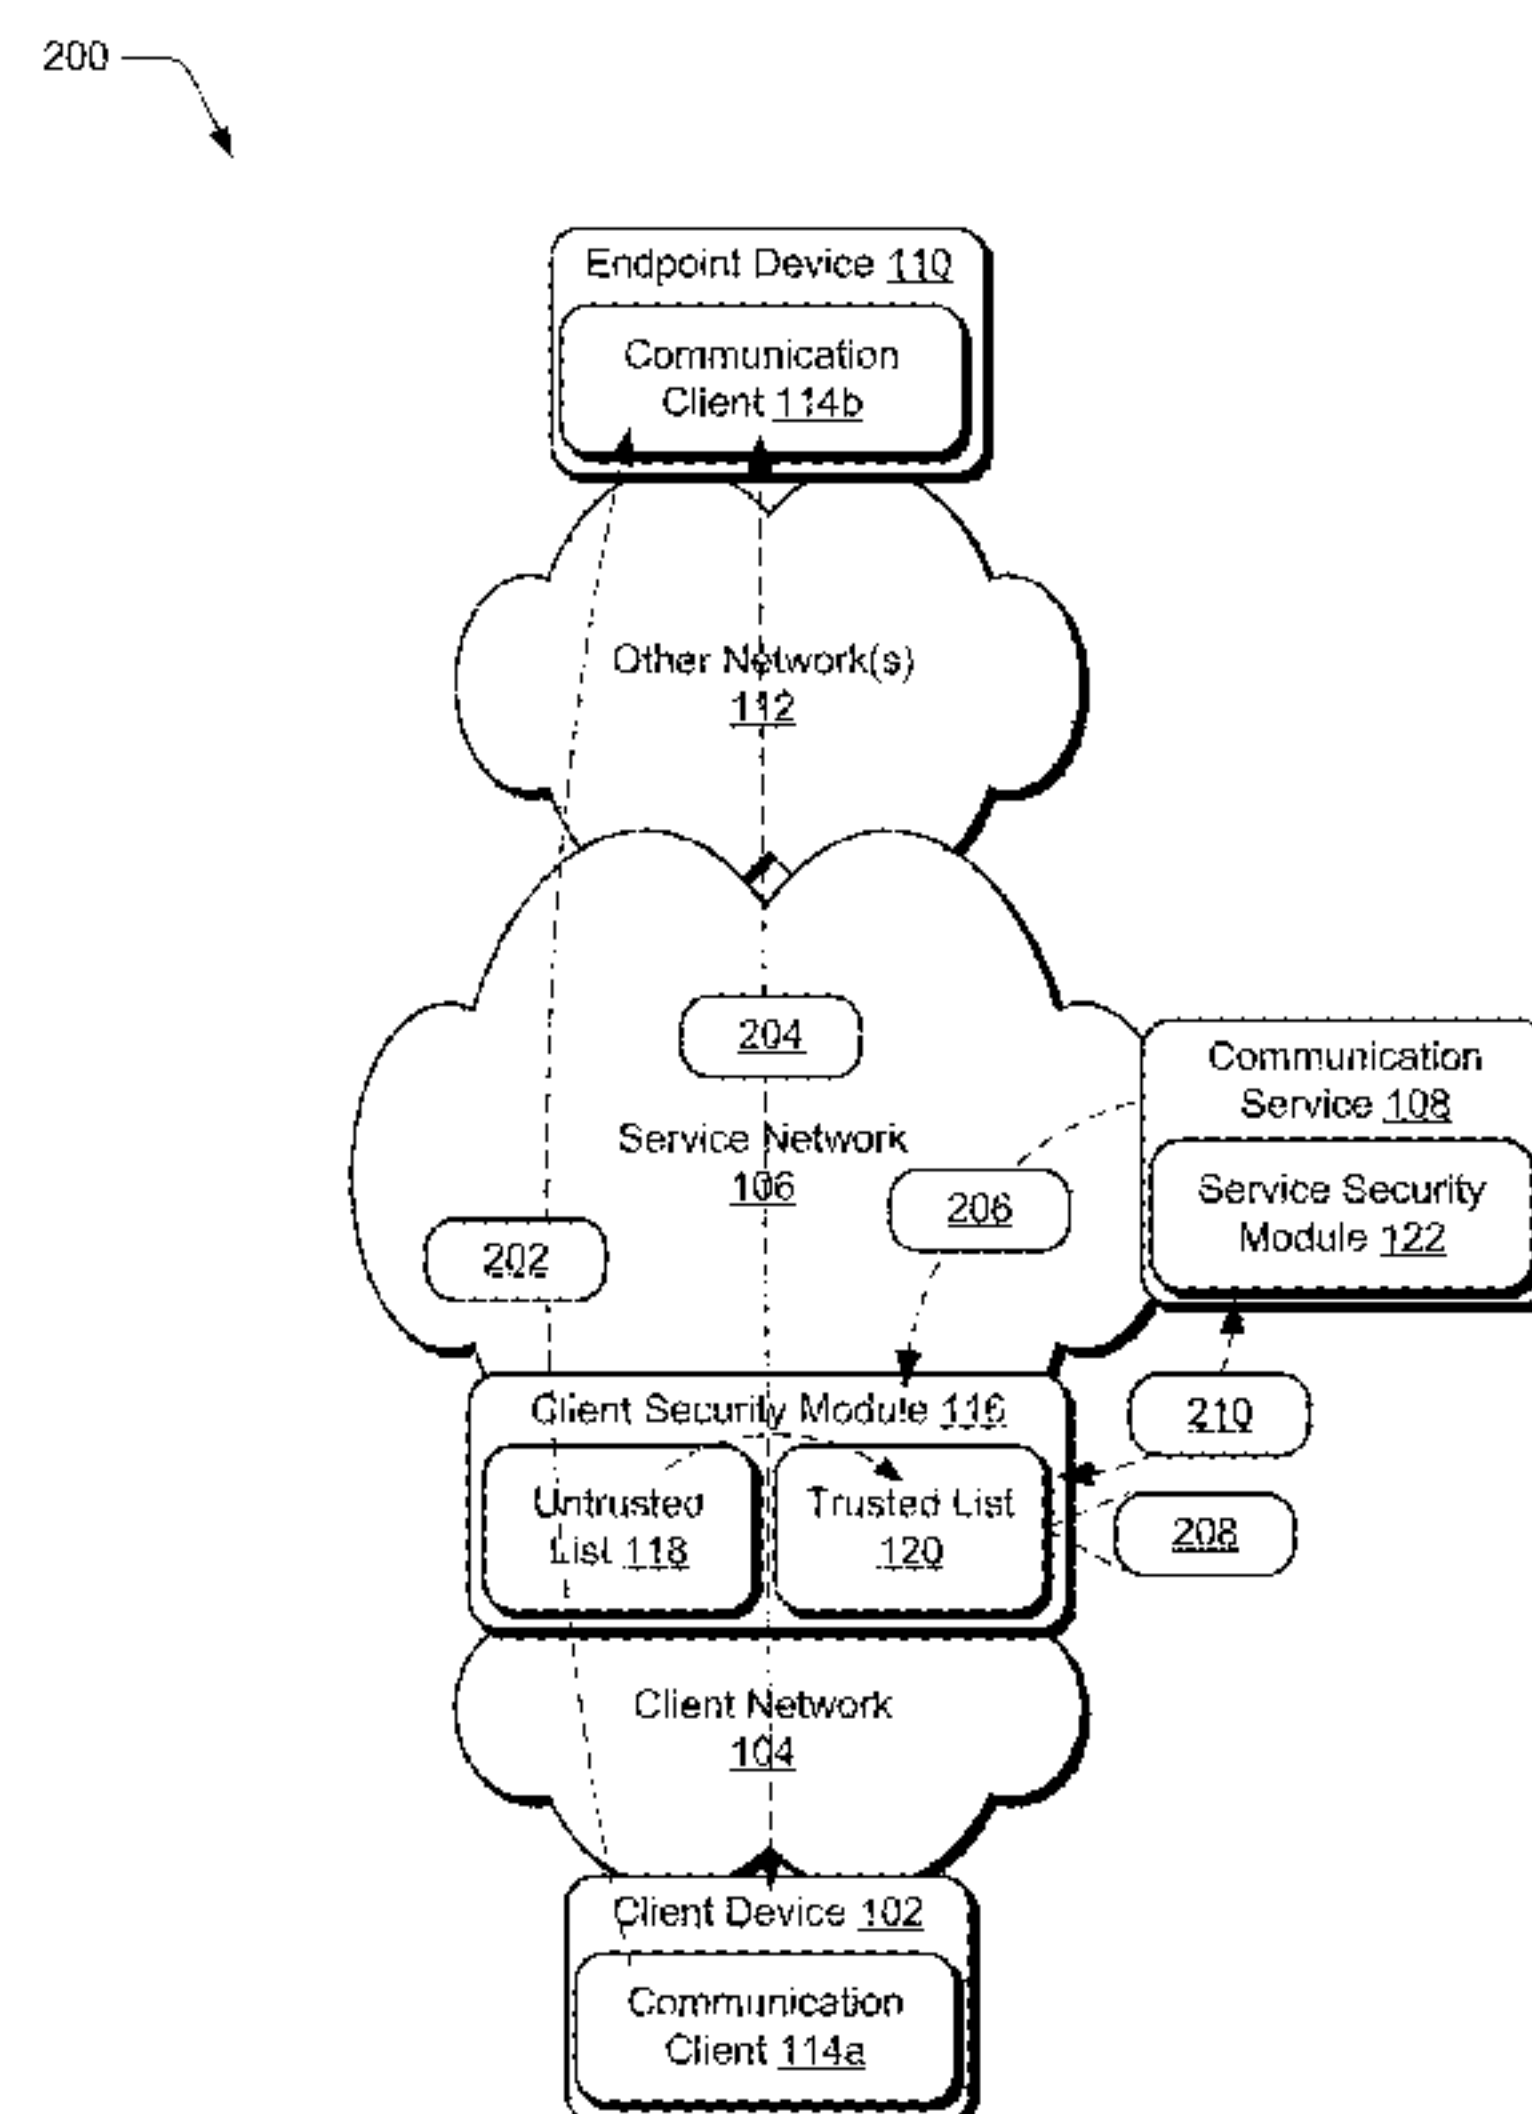 200
Endpoint Device 110
Communication
Client 114b
Other Network(s)
112
204
Communication
Service 108
Service Network
106
206
Service Security
Module 122
202
Client Security Module 116
210
Untrusted
List 118
Trusted List
120
208
Client Network
104
Client Device 102
Communication
Client 114a